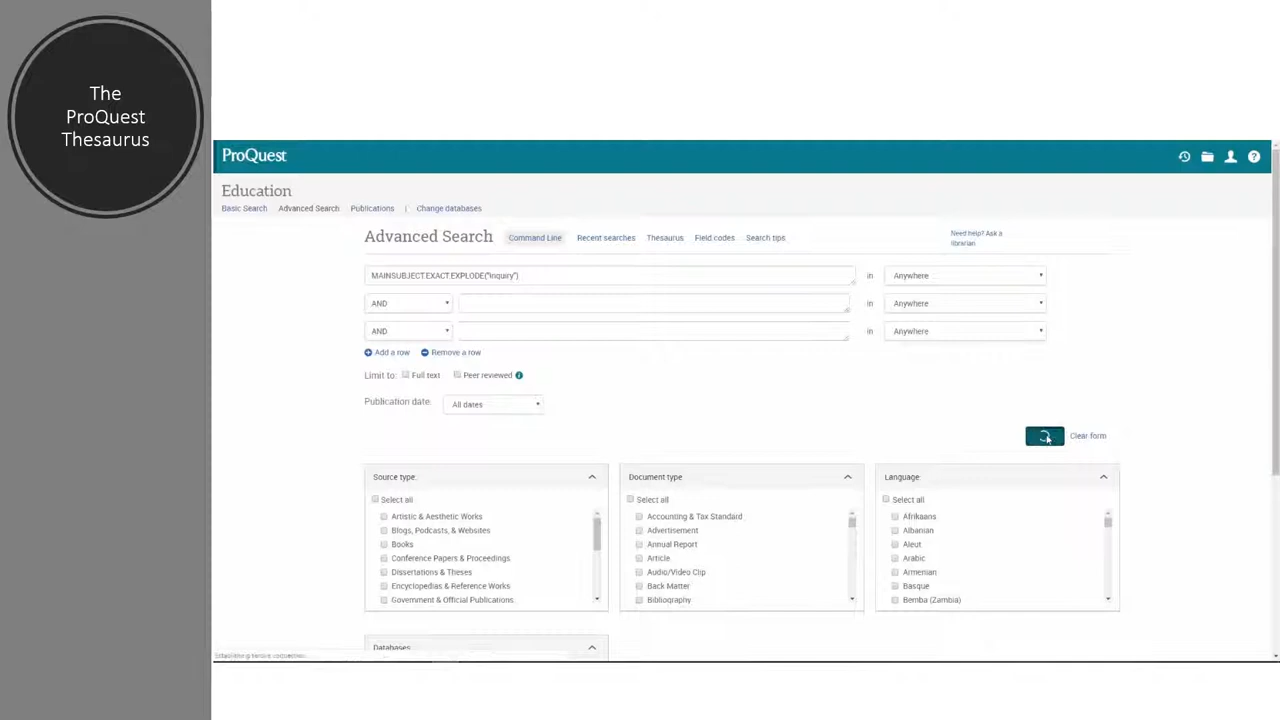 The
ProQuest
Thesaurus
ProQuest
Education
Basic Search Advanced Search Publications | Change databases
Advanced Search Command Line Recent searches Thesaurus Field codes Search tips
Need help? Ask a
librarian
MAINSUBJECT.EXACT.EXPLODE("inquiry") in Anywhere
AND in Anywhere
AND in Anywhere
Add a row Remove a row
Limit to: Full text Peer reviewed
Publication date: All dates
Clear form
Source type:
Select all
Artistic & Aesthetic Works
Blogs, Podcasts, & Websites
Books
Conference Papers & Proceedings
Dissertations & Theses
Encyclopedias & Reference Works
Government & Official Publications
Document type
Select all
Accounting & Tax Standard
Advertisement
Annual Report
Article
Audio/Video Clip
Back Matter
Bibliography
Language:
Select all
Afrikaans
Albanian
Aleut
Arabic
Armenian
Basque
Bemba (Zambia)
Databases
Establishing secure connection...